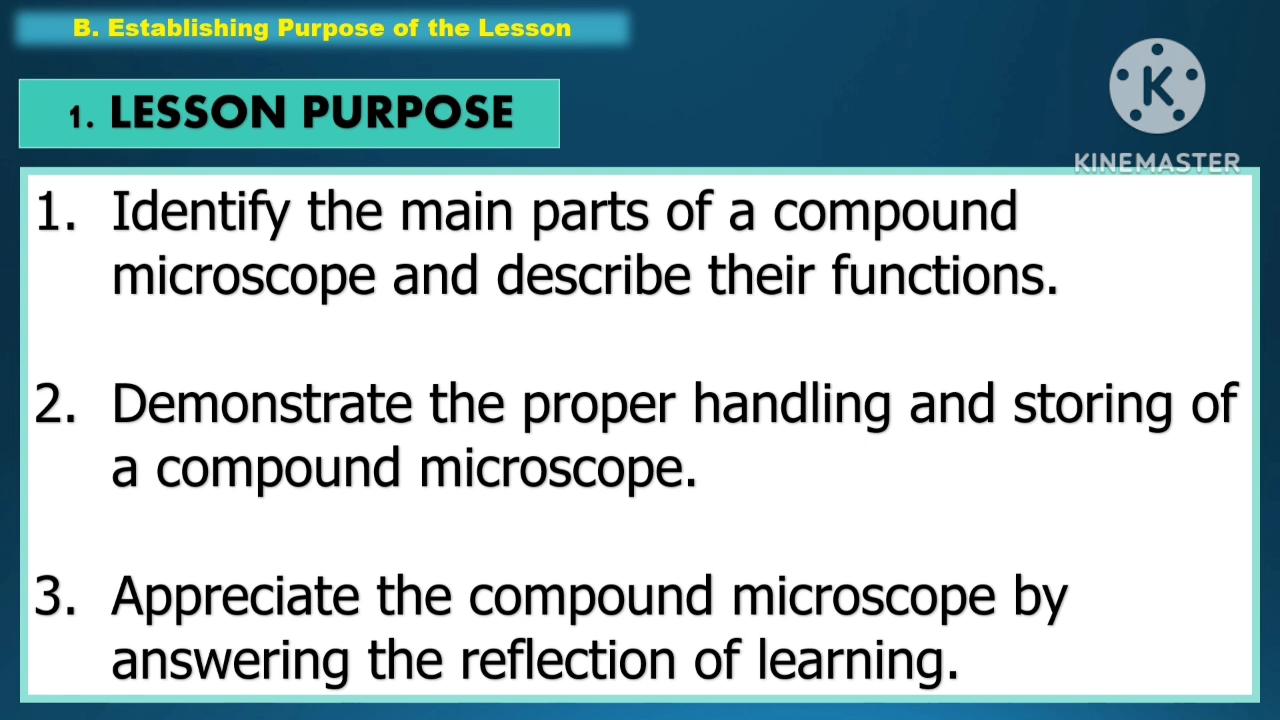 B. Establishing Purpose of the Lesson
1. LESSON PURPOSE
K
KINEMASTER
1. Identify the main parts of a compound
microscope and describe their functions.
2. Demonstrate the proper handling and storing of
a compound microscope.
3. Appreciate the compound microscope by
answering the reflection of learning.